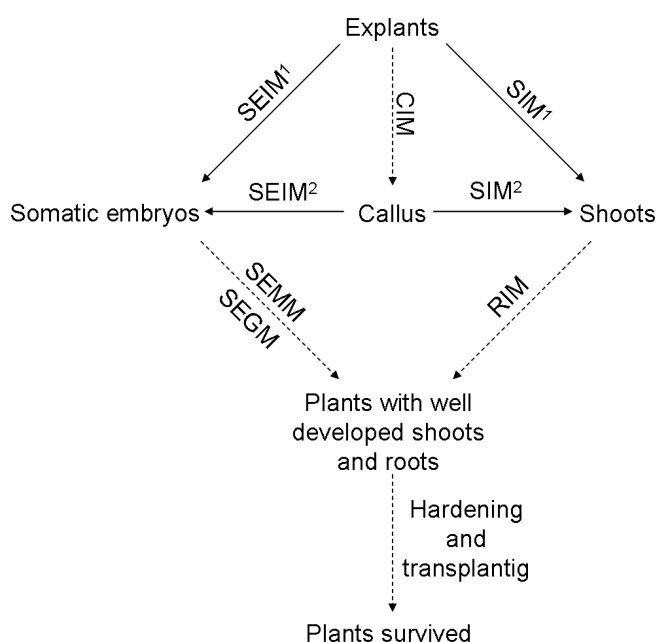 Explants
SEIM¹
CIM
SIM¹
SEIM²
SIM²
Somatic embryos
Callus
Shoots
SEMM
SEGM
RIM
Plants with well
developed shoots
and roots
Hardening
and
transplantig
Plants survived